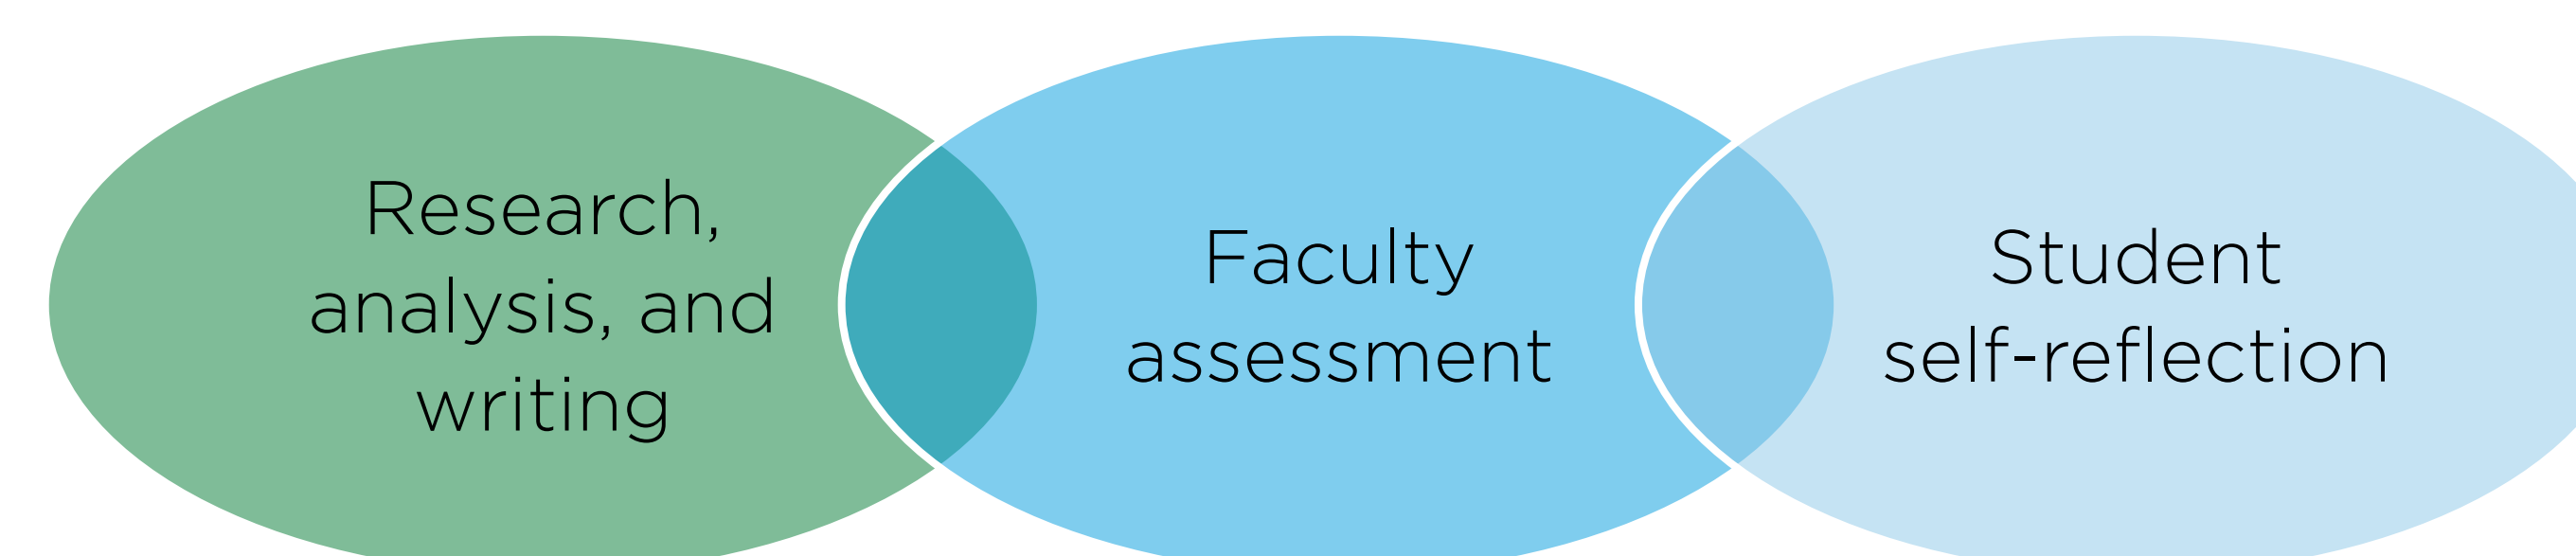 Research,
analysis, and
writing
Faculty
assessment
Student
self-reflection